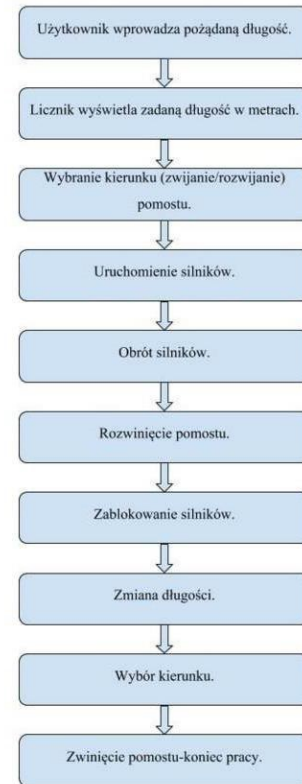 Użytkownik wprowadza pożądaną długość.
Licznik wyświetla zadaną długość w metrach.
Wybranie kierunku (zwijanie/rozwijanie)
pomostu.
Uruchomienie silników.
Obrót silników.
Rozwinięcie pomostu.
Zablokowanie silników.
Zmiana długości.
Wybór kierunku.
Zwinięcie pomostu-koniec pracy.